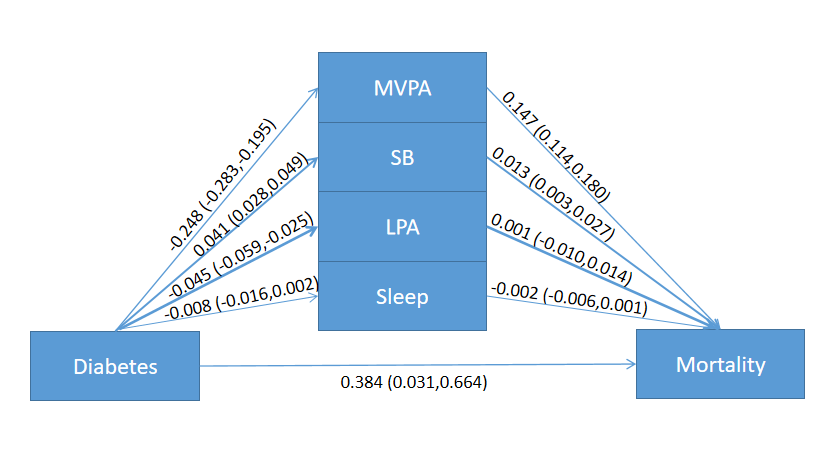 MVPA
SB
LPA
Sleep
-0.248 (-0.283,-0.195)
0.041 (0.028,0.049)
-0.045 (-0.059,-0.025)
-0.008 (-0.016,0.002)
0.147 (0.114,0.180)
0.013 (0.003,0.027)
0.001 (-0.010,0.014)
-0.002 (-0.006,0.001)
Diabetes
Mortality
0.384 (0.031,0.664)